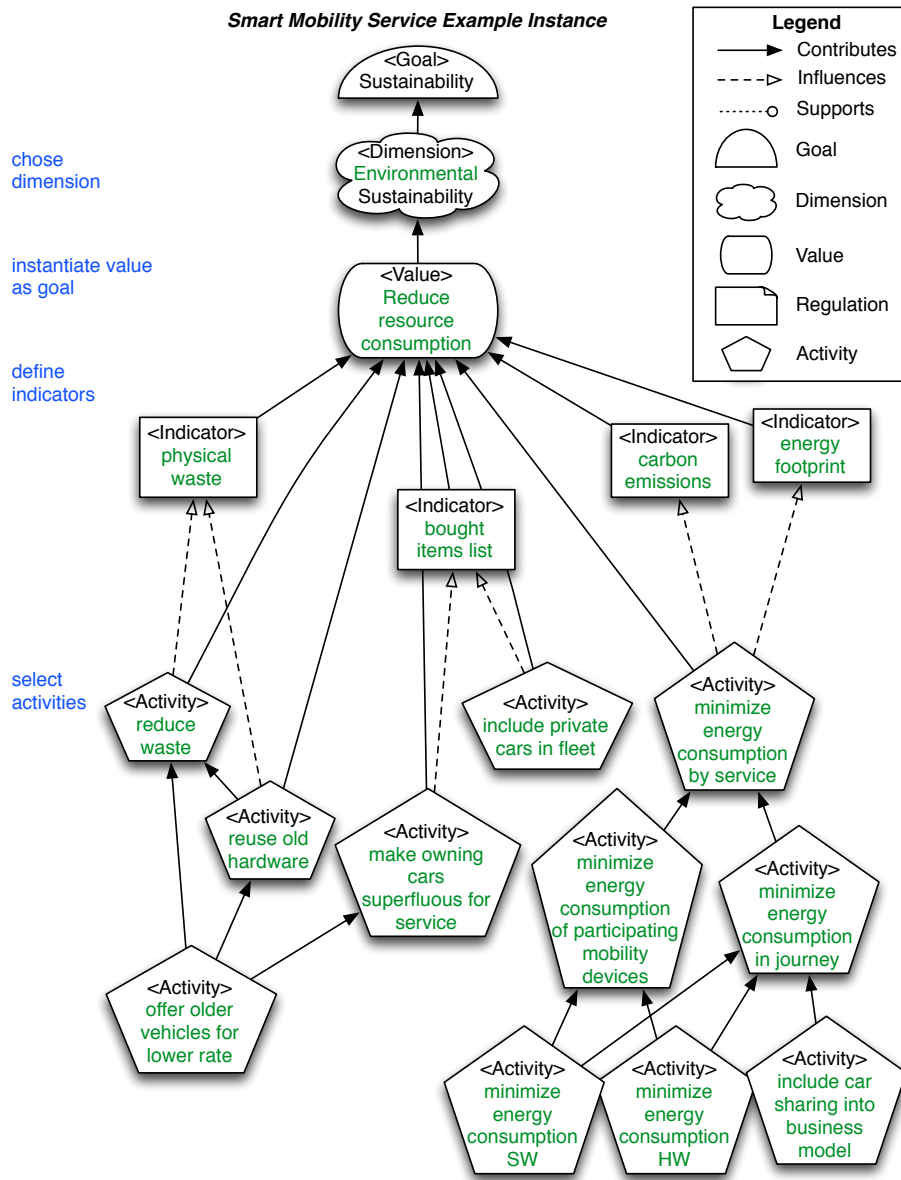 Smart Mobility Service Example Instance
Legend
Contributes
Influences
Supports
Goal
Dimension
Value
Regulation
Activity
<Goal>
Sustainability
chose
dimension
<Dimension>
Environmental
Sustainability
instantiate value
as goal
<Value>
Reduce
resource
consumption
define
indicators
<Indicator>
physical
waste
<Indicator>
bought
items list
<Indicator>
carbon
emissions
<Indicator>
energy
footprint
select
activities
<Activity>
reduce
waste
<Activity>
include private
cars in fleet
<Activity>
minimize
energy
consumption
by service
<Activity>
reuse old
hardware
<Activity>
make owning
cars
superfluous for
service
<Activity>
minimize
energy
consumption
of participating
mobility
devices
<Activity>
minimize
energy
consumption
in journey
<Activity>
offer older
vehicles for
lower rate
<Activity>
minimize
energy
consumption
SW
<Activity>
minimize
energy
consumption
HW
<Activity>
include car
sharing into
business
model